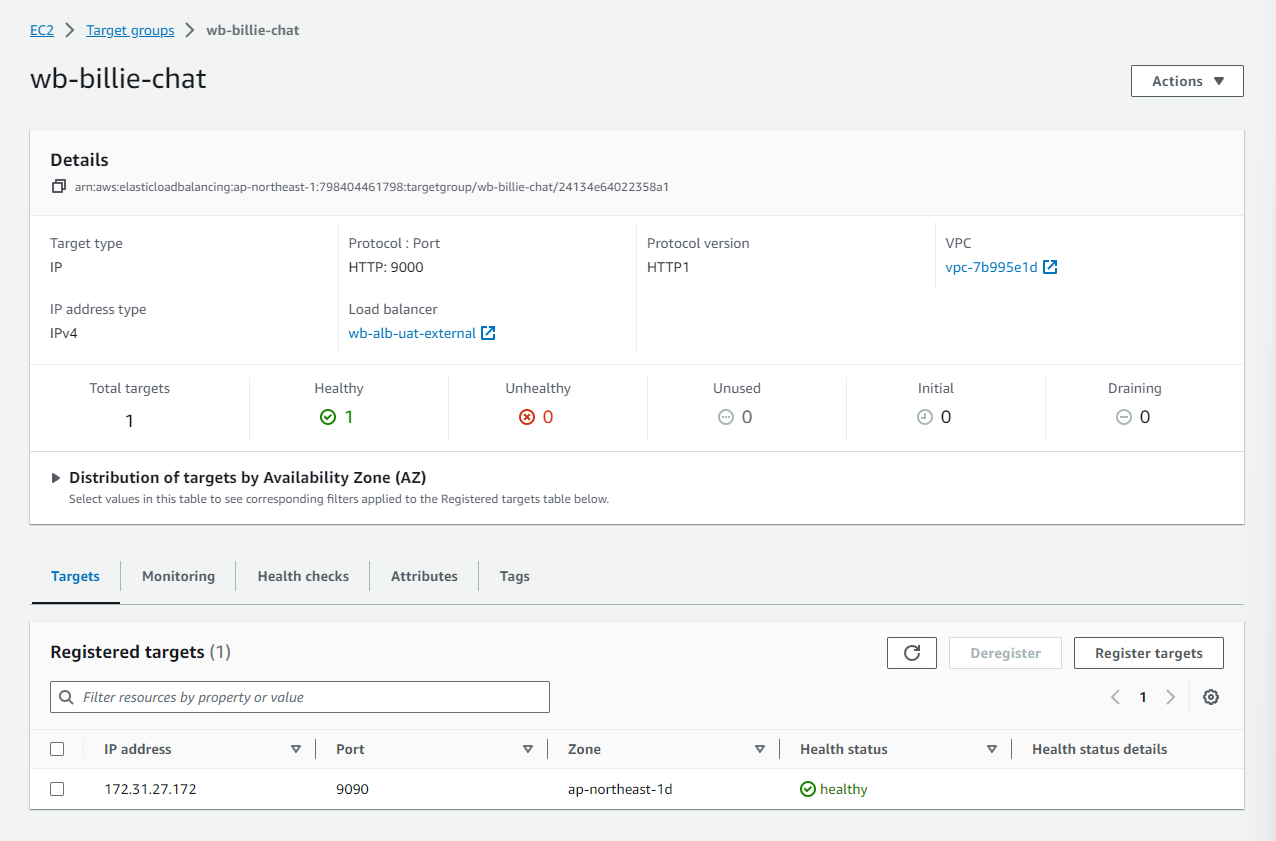 EC2 > Target groups > wb-billie-chat
wb-billie-chat
Actions
Details
arn:aws:elasticloadbalancing:ap-northeast-1:798404461798:targetgroup/wb-billie-chat/24134e64022358a1
Target type
IP
Protocol : Port
HTTP: 9000
Protocol version
HTTP1
VPC
vpc-7b995e1d
IP address type
IPv4
Load balancer
wb-alb-uat-external
Total targets
1
Healthy
1
Unhealthy
0
Unused
0
Initial
0
Draining
0
Distribution of targets by Availability Zone (AZ)
Select values in this table to see corresponding filters applied to the Registered targets table below.
Targets Monitoring Health checks Attributes Tags
Registered targets (1)
Deregister
Register targets
Filter resources by property or value
1
IP address Port Zone Health status Health status details
172.31.27.172 9090 ap-northeast-1d healthy